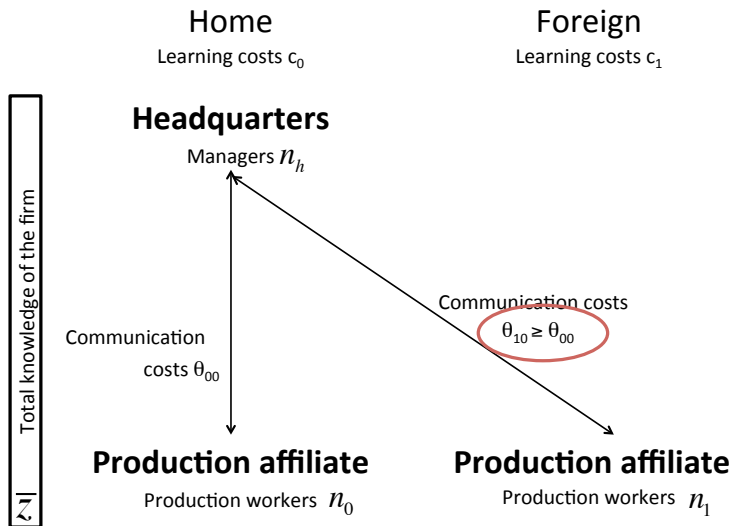 Home
Learning costs c₀
Foreign
Learning costs c₁
Headquarters
Managers nₕ
Total knowledge of the firm
z̅
Communication
costs θ₀₀
Communication costs
θ₁₀ ≥ θ₀₀
Production affiliate
Production workers n₀
Production affiliate
Production workers n₁